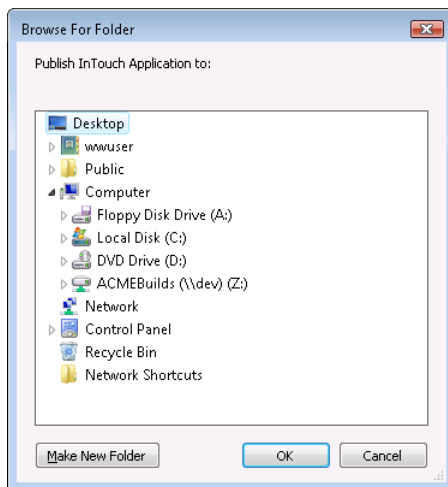 Browse For Folder
Publish InTouch Application to:
Desktop
wwuser
Public
Computer
Floppy Disk Drive (A:)
Local Disk (C:)
DVD Drive (D:)
ACMEBuilds (\\dev) (Z:)
Network
Control Panel
Recycle Bin
Network Shortcuts
Make New Folder OK Cancel